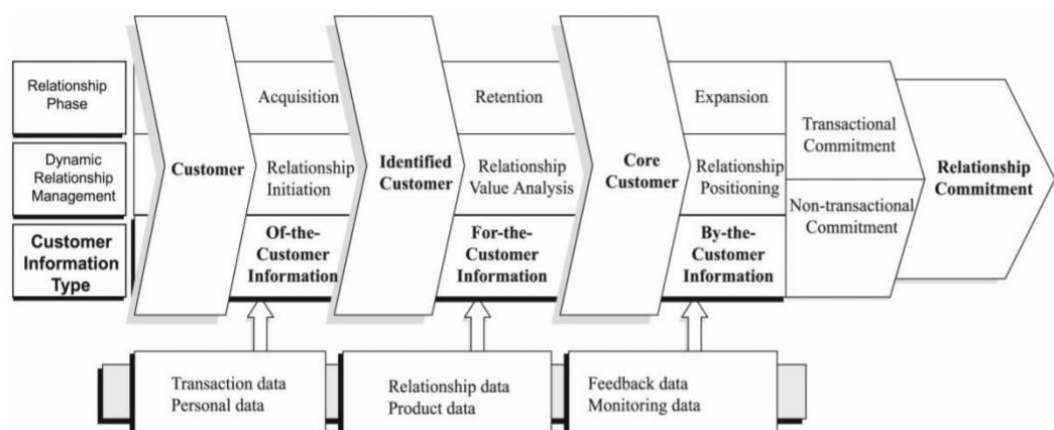 Relationship
Phase
Acquisition
Retention
Expansion
Dynamic
Relationship
Management
Customer
Relationship
Initiation
Identified
Customer
Relationship
Value Analysis
Core
Customer
Relationship
Positioning
Transactional
Commitment
Non-transactional
Commitment
Relationship
Commitment
Customer
Information
Type
Of-the-
Customer
Information
For-the-
Customer
Information
By-the-
Customer
Information
Transaction data
Personal data
Relationship data
Product data
Feedback data
Monitoring data